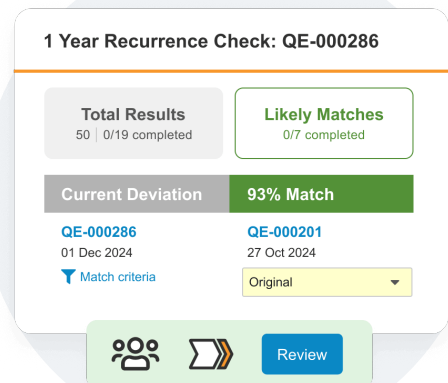 1 Year Recurrence Check: QE-000286
Total Results
50 | 0/19 completed
Likely Matches
0/7 completed
Current Deviation
93% Match
QE-000286
01 Dec 2024
Match criteria
QE-000201
27 Oct 2024
Original
Review